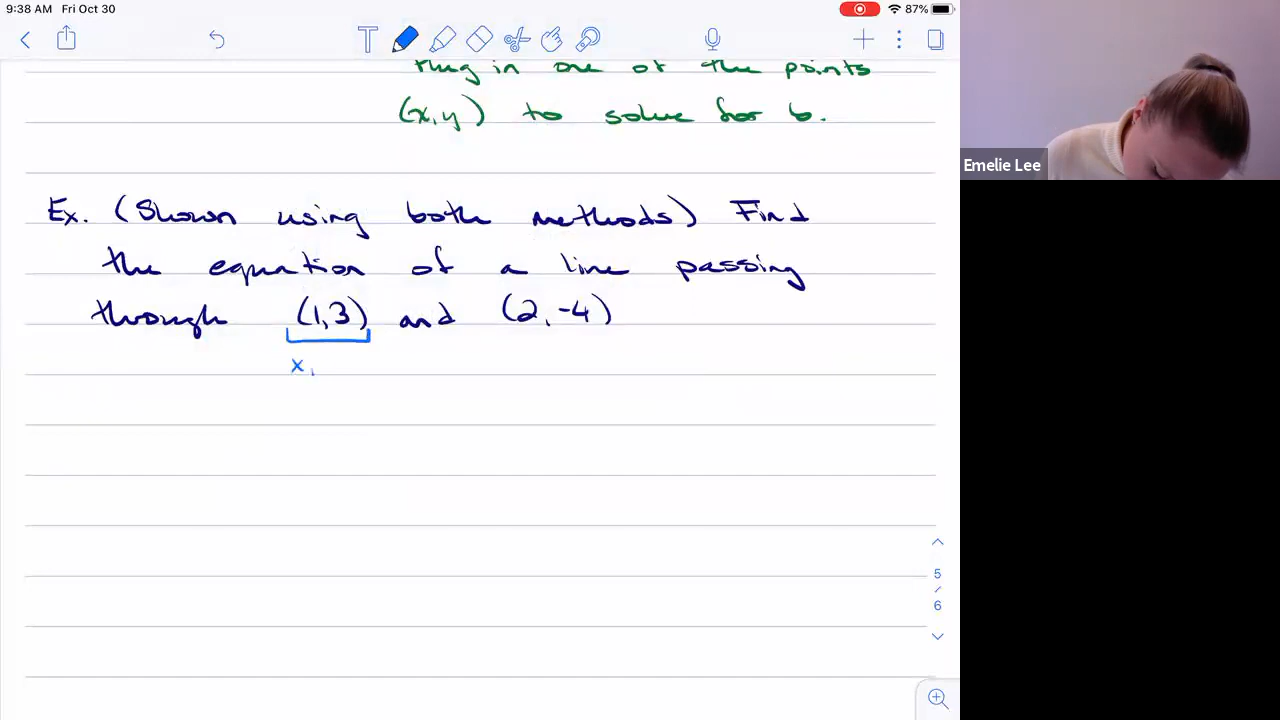 9:38 AM Fri Oct 30
87%
Plug in one of the points
(x,y) to solve for b.
Emelie Lee
Ex. (Shown using both methods) Find
the equation of a line passing
through (1,3) and (2,-4)
x,
5
/
6